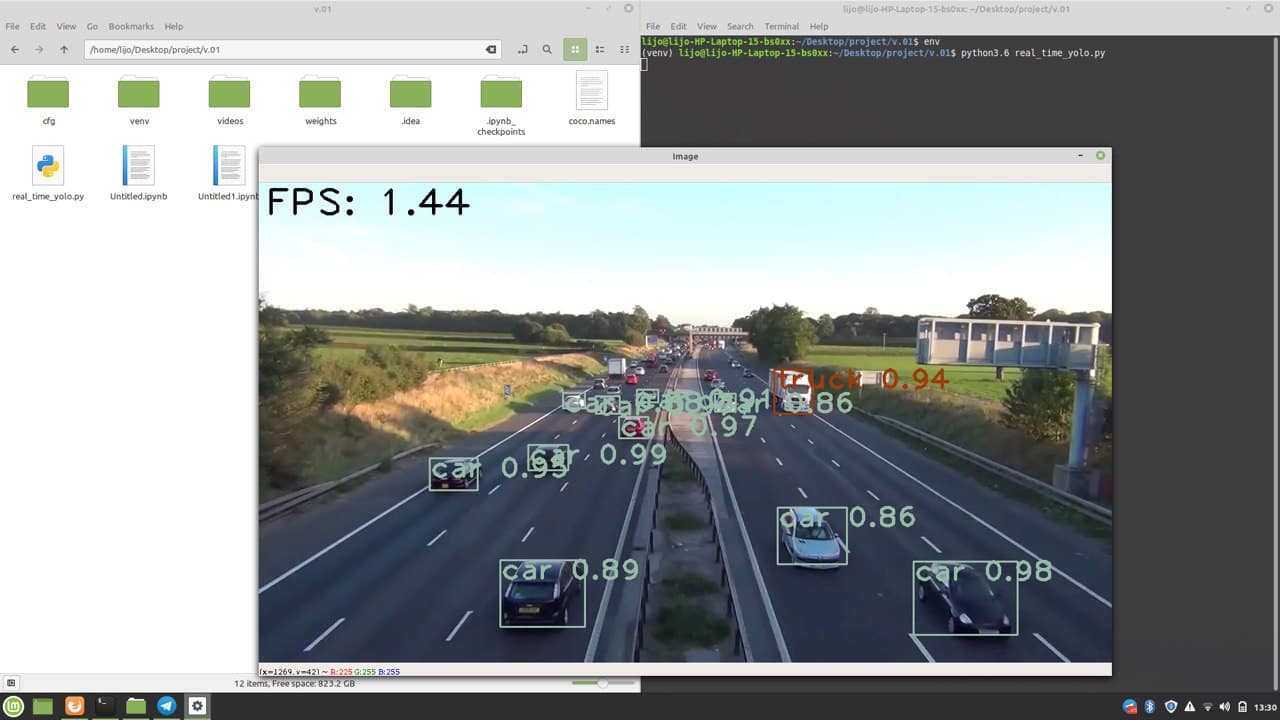 v.01
File Edit View Go Bookmarks Help
/home/lijo/Desktop/project/v.01
cfg venv videos weights .idea .ipynb_ coco.names
checkpoints
real_time_yolo.py Untitled.ipynb Untitled1.ipynb
12 items, Free space: 823.2 GB
lijo@lijo-HP-Laptop-15-bs0xx: ~/Desktop/project/v.01
File Edit View Search Terminal Help
lijo@lijo-HP-Laptop-15-bs0xx:~/Desktop/project/v.01$ env
(venv) lijo@lijo-HP-Laptop-15-bs0xx:~/Desktop/project/v.01$ python3.6 real_time_yolo.py
Image
FPS: 1.44
truck 0.94
0.86
car 0.97
car 0.99
car 0.95
car 0.86
car 0.89
car 0.98
(x=1269, y=42) ~ R:225 G:255 B:255
13:30